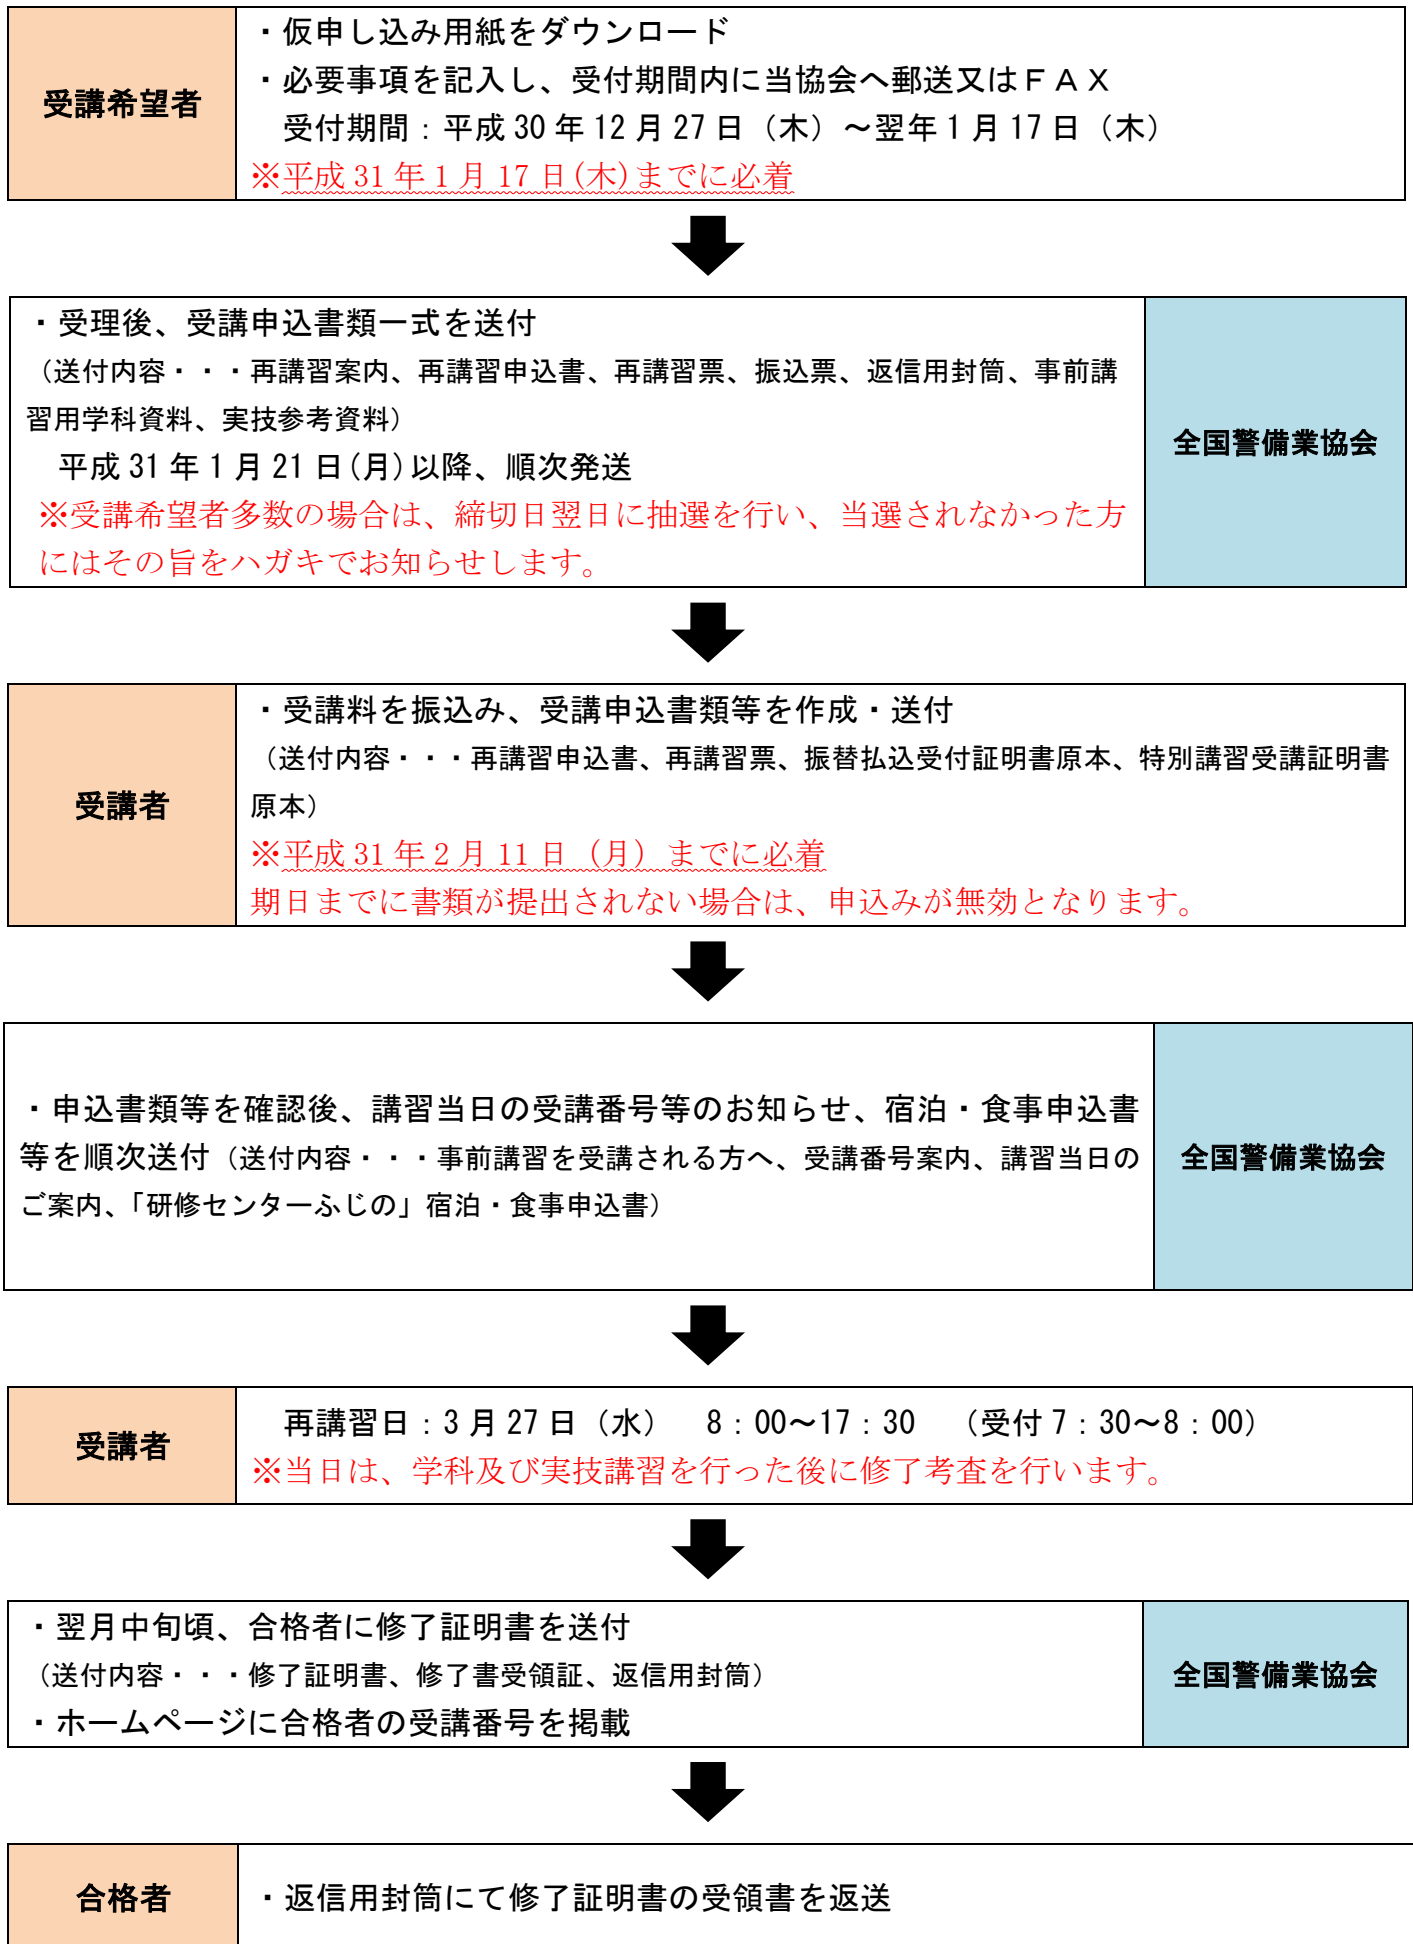 受講希望者
・仮申し込み用紙をダウンロード
・必要事項を記入し、受付期間内に当協会へ郵送又はＦＡＸ
受付期間：平成 30 年 12 月 27 日（木）～翌年 1 月 17 日（木）
※平成 31 年 1 月 17 日(木)までに必着
・受理後、受講申込書類一式を送付
（送付内容・・・再講習案内、再講習申込書、再講習票、振込票、返信用封筒、事前講
習用学科資料、実技参考資料）
平成 31 年 1 月 21 日(月)以降、順次発送
※受講希望者多数の場合は、締切日翌日に抽選を行い、当選されなかった方
にはその旨をハガキでお知らせします。
全国警備業協会
受講者
・受講料を振込み、受講申込書類等を作成・送付
（送付内容・・・再講習申込書、再講習票、振替払込受付証明書原本、特別講習受講証明書
原本）
※平成 31 年 2 月 11 日（月）までに必着
期日までに書類が提出されない場合は、申込みが無効となります。
・申込書類等を確認後、講習当日の受講番号等のお知らせ、宿泊・食事申込書
等を順次送付（送付内容・・・事前講習を受講される方へ、受講番号案内、講習当日の
ご案内、「研修センターふじの」宿泊・食事申込書）
全国警備業協会
受講者
再講習日：3 月 27 日（水）　8：00～17：30　（受付 7：30～8：00）
※当日は、学科及び実技講習を行った後に修了考査を行います。
・翌月中旬頃、合格者に修了証明書を送付
（送付内容・・・修了証明書、修了書受領証、返信用封筒）
・ホームページに合格者の受講番号を掲載
全国警備業協会
合格者
・返信用封筒にて修了証明書の受領書を返送